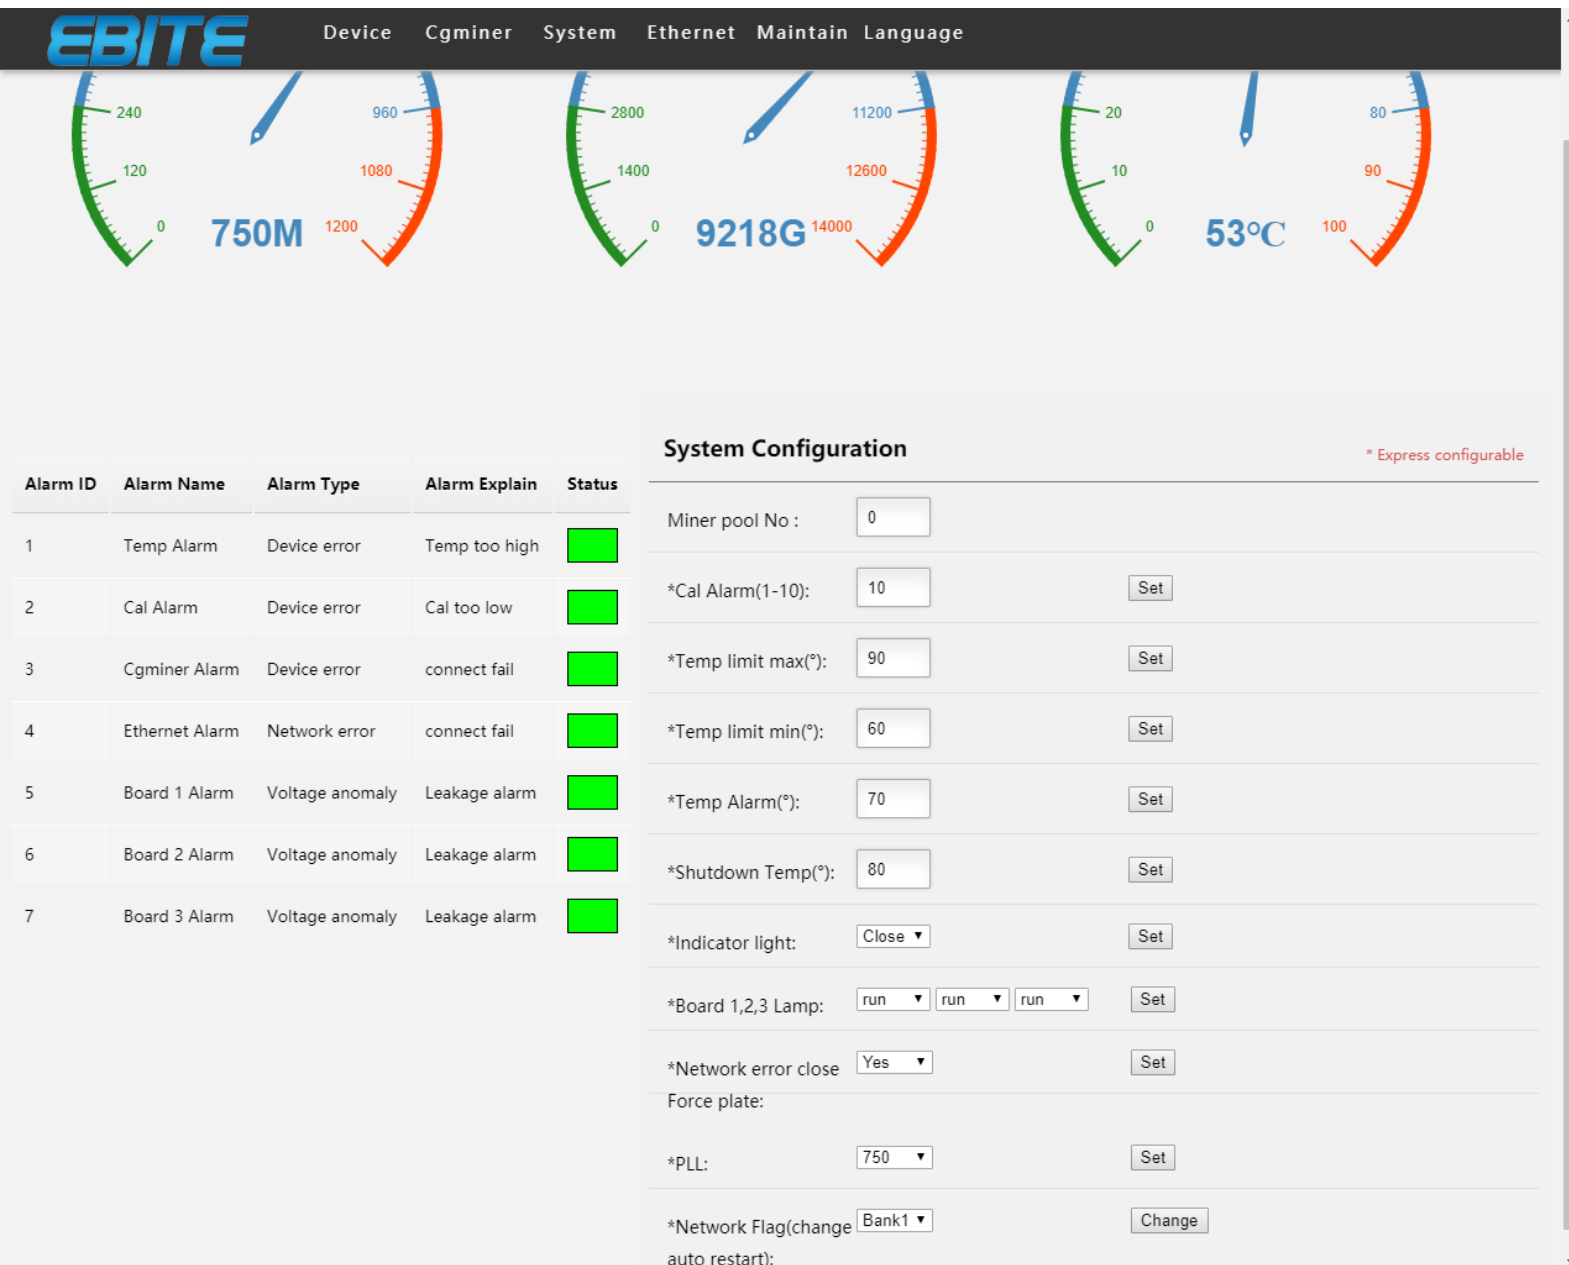 EBITE Device Cgminer System Ethernet Maintain Language
240 960 2800 11200 20 80
120 1080 1400 12600 10 90
0 750M 1200 0 9218G 14000 0 53°C 100
System Configuration
* Express configurable
Alarm ID Alarm Name Alarm Type Alarm Explain Status
1 Temp Alarm Device error Temp too high
2 Cal Alarm Device error Cal too low
3 Cgminer Alarm Device error connect fail
4 Ethernet Alarm Network error connect fail
5 Board 1 Alarm Voltage anomaly Leakage alarm
6 Board 2 Alarm Voltage anomaly Leakage alarm
7 Board 3 Alarm Voltage anomaly Leakage alarm
Miner pool No : 0
*Cal Alarm(1-10): 10 Set
*Temp limit max(°): 90 Set
*Temp limit min(°): 60 Set
*Temp Alarm(°): 70 Set
*Shutdown Temp(°): 80 Set
*Indicator light: Close Set
*Board 1,2,3 Lamp: run run run Set
*Network error close Yes Set
Force plate:
*PLL: 750 Set
*Network Flag(change Bank1 Change
auto restart):